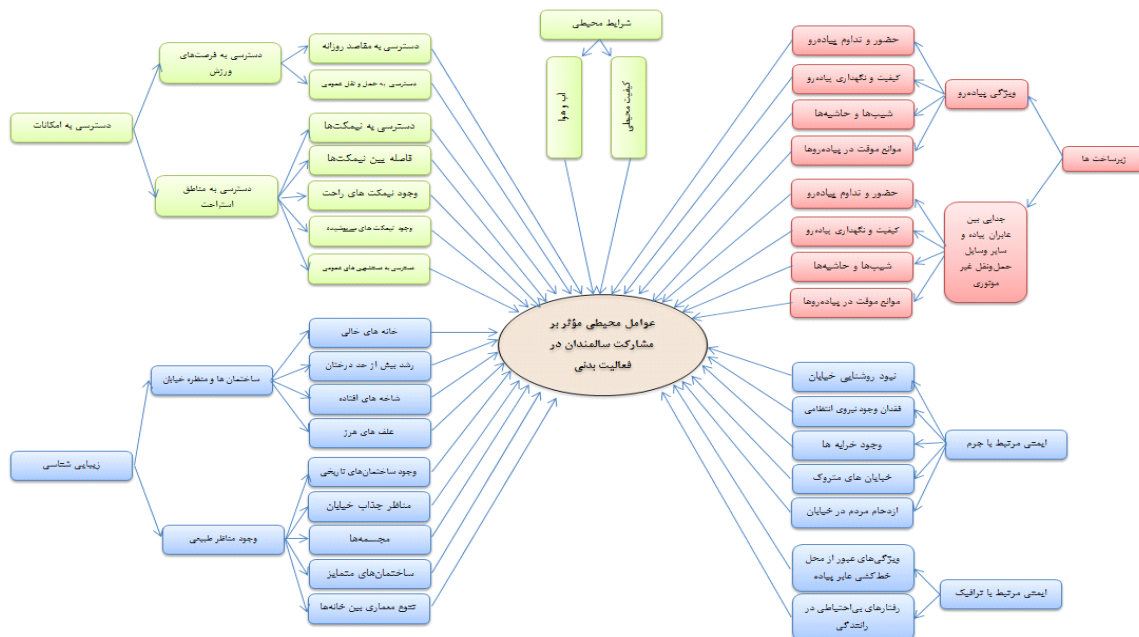 شرایط محیطی
آب و هوا
کیفیت محیطی
زیرساخت ها
ویژگی پیاده‌رو
حضور و تداوم پیاده‌رو
کیفیت و نگهداری پیاده‌رو
شیب‌ها و حاشیه‌ها
موانع موقت در پیاده‌روها
جدایی بین
عابران پیاده و
سایر وسایل
حمل‌ونقل غیر
موتوری
حضور و تداوم پیاده‌رو
کیفیت و نگهداری پیاده‌رو
شیب‌ها و حاشیه‌ها
موانع موقت در پیاده‌روها
دسترسی به امکانات
دسترسی به فرصت‌های
ورزش
دسترسی به مقاصد روزانه
دسترسی به حمل و نقل عمومی
دسترسی به مناطق
استراحت
دسترسی به نیمکت‌ها
فاصله بین نیمکت‌ها
وجود نیمکت های راحت
وجود نیمکت های سرپوشیده
دسترسی به دستشویی های عمومی
عوامل محیطی مؤثر بر
مشارکت سالمندان در
فعالیت بدنی
ایمنی مرتبط با جرم
نبود روشنایی خیابان
فقدان وجود نیروی انتظامی
وجود خرابه ها
خیابان های متروک
ازدحام مردم در خیابان
ایمنی مرتبط با ترافیک
ویژگی‌های عبور از محل
خط‌کشی عابر پیاده
رفتارهای بی‌احتیاطی در
رانندگی
زیبایی شناسی
ساختمان ها و منظره خیابان
خانه های خالی
رشد بیش از حد درختان
شاخه های افتاده
علف های هرز
وجود مناظر طبیعی
وجود ساختمان‌های تاریخی
مناظر جذاب خیابان
مجسمه‌ها
ساختمان‌های متمایز
تنوع معماری بین خانه‌ها